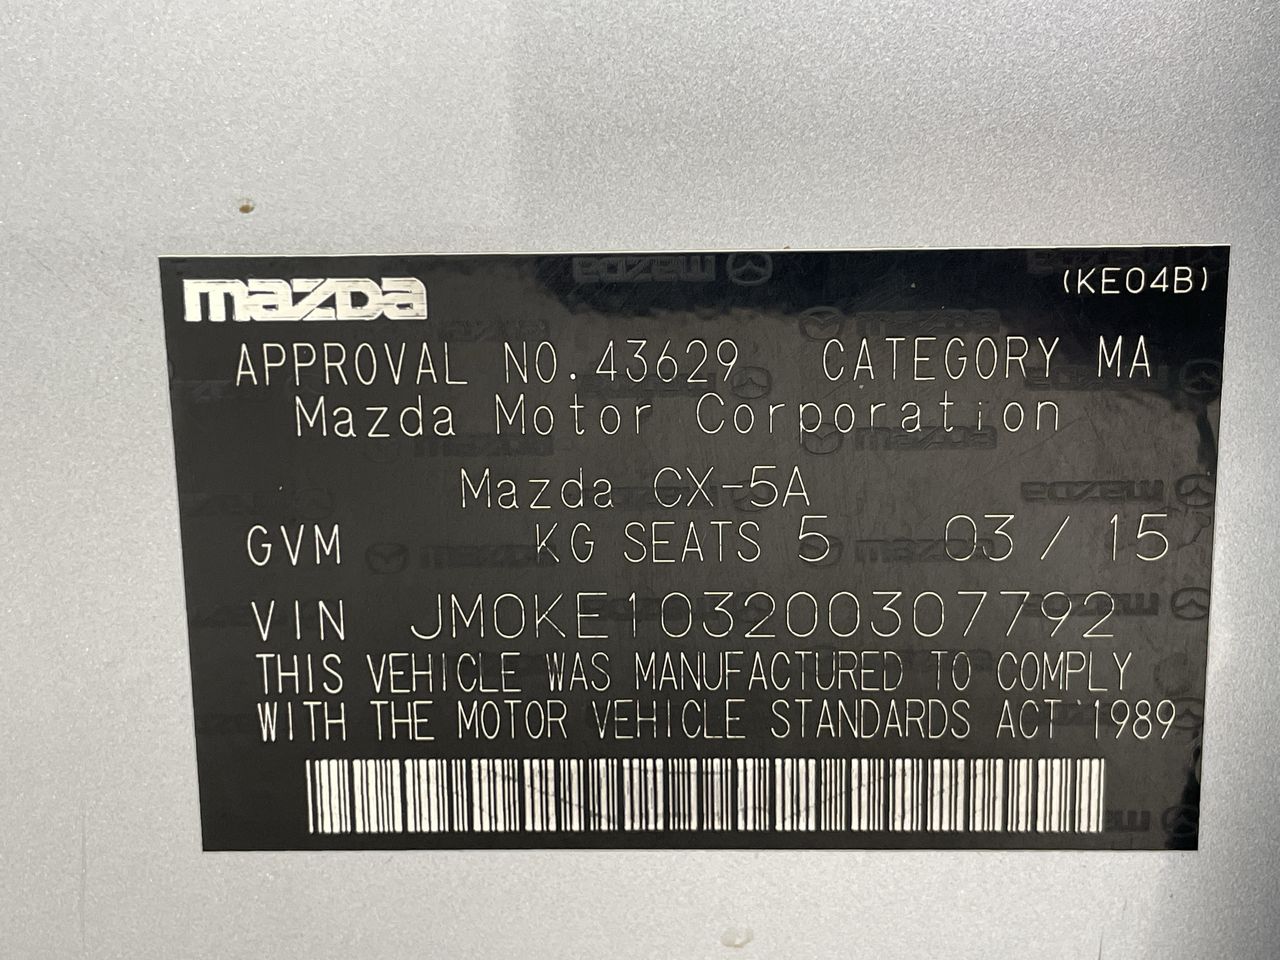 mazda
(KE04B)
APPROVAL NO.43629 CATEGORY MA
Mazda Motor Corporation
Mazda CX-5A
GVM KG SEATS 5 03/15
VIN JM0KE103200307792
THIS VEHICLE WAS MANUFACTURED TO COMPLY
WITH THE MOTOR VEHICLE STANDARDS ACT 1989